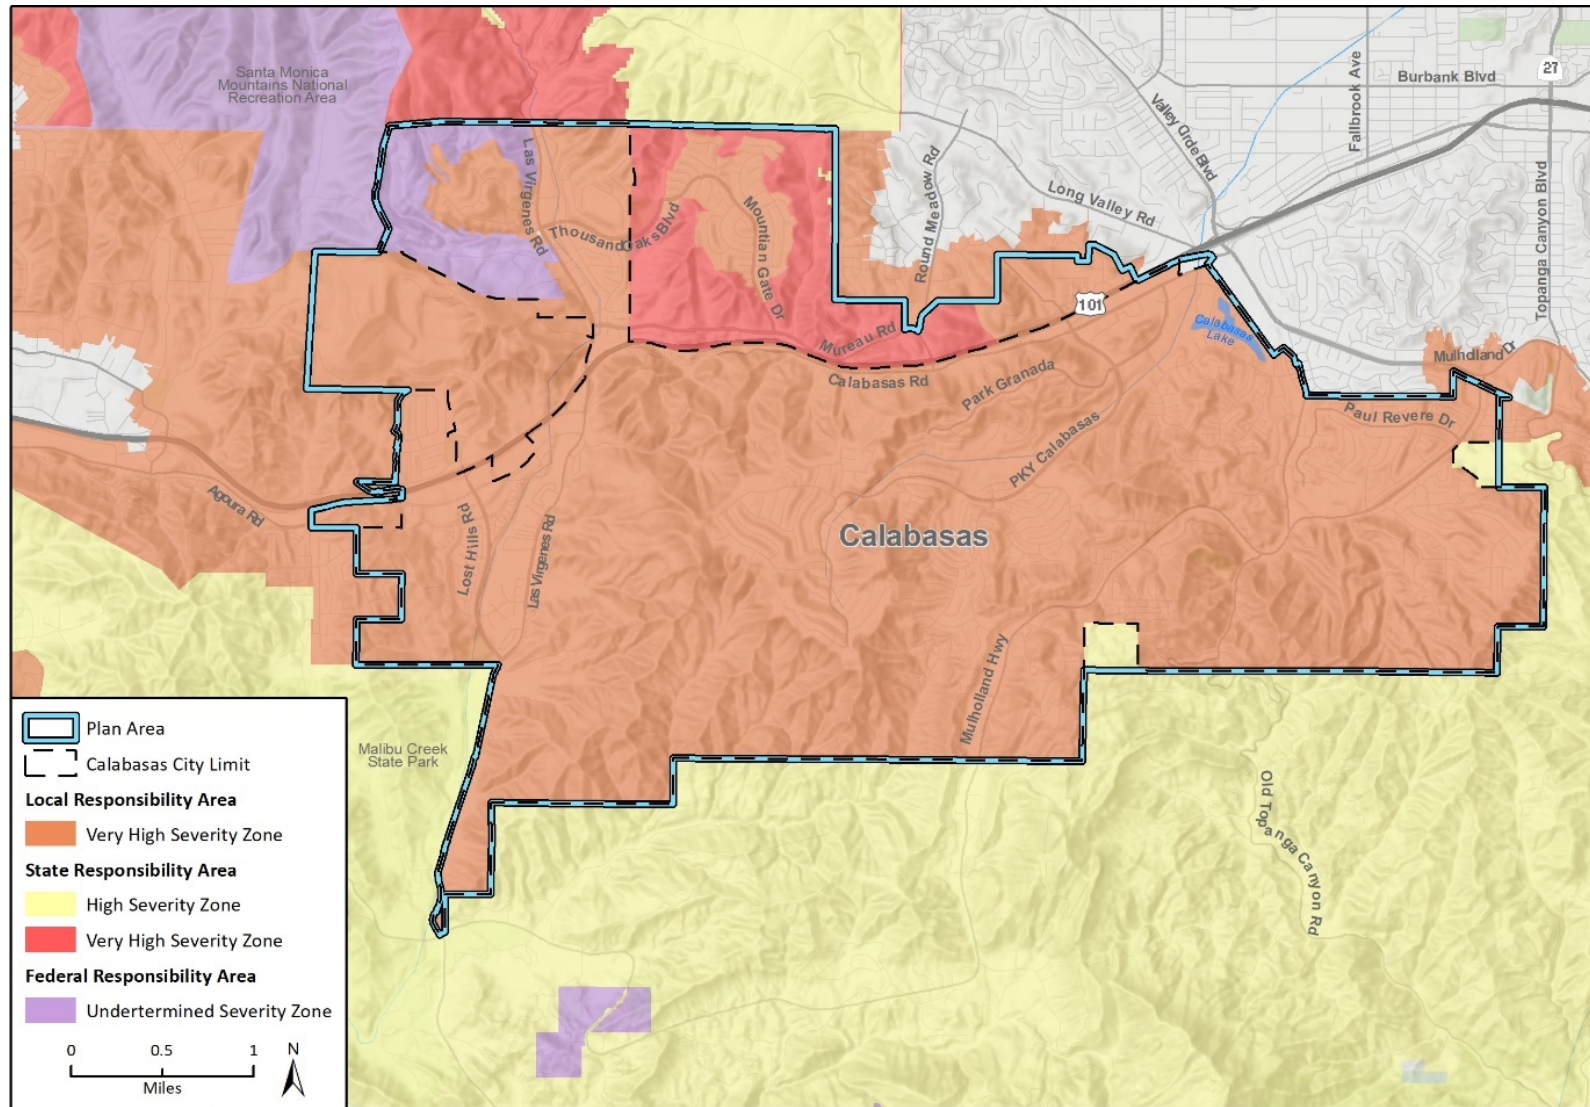 Santa Monica
Mountains National
Recreation Area
Burbank Blvd
27
Fallbrook Ave
Valley OrdeBlvd
Topanga Canyon Blvd
Las Virgenes Rd
Round Meadow Rd
Long Valley Rd
Thousand Oaks Blvd
Mountian Gate Dr
101
Mureau Rd
Calabasas
Lake
Mulholland Dr
Calabasas Rd
Park Granada
Paul Revere Dr
PKY Calabasas
Agoura Rd
Lost Hills Rd
Las Virgenes Rd
Calabasas
Mulholland Hwy
Malibu Creek
State Park
Old Topanga Canyon Rd
Plan Area
Calabasas City Limit
Local Responsibility Area
Very High Severity Zone
State Responsibility Area
High Severity Zone
Very High Severity Zone
Federal Responsibility Area
Undertermined Severity Zone
0 0.5 1
Miles
N